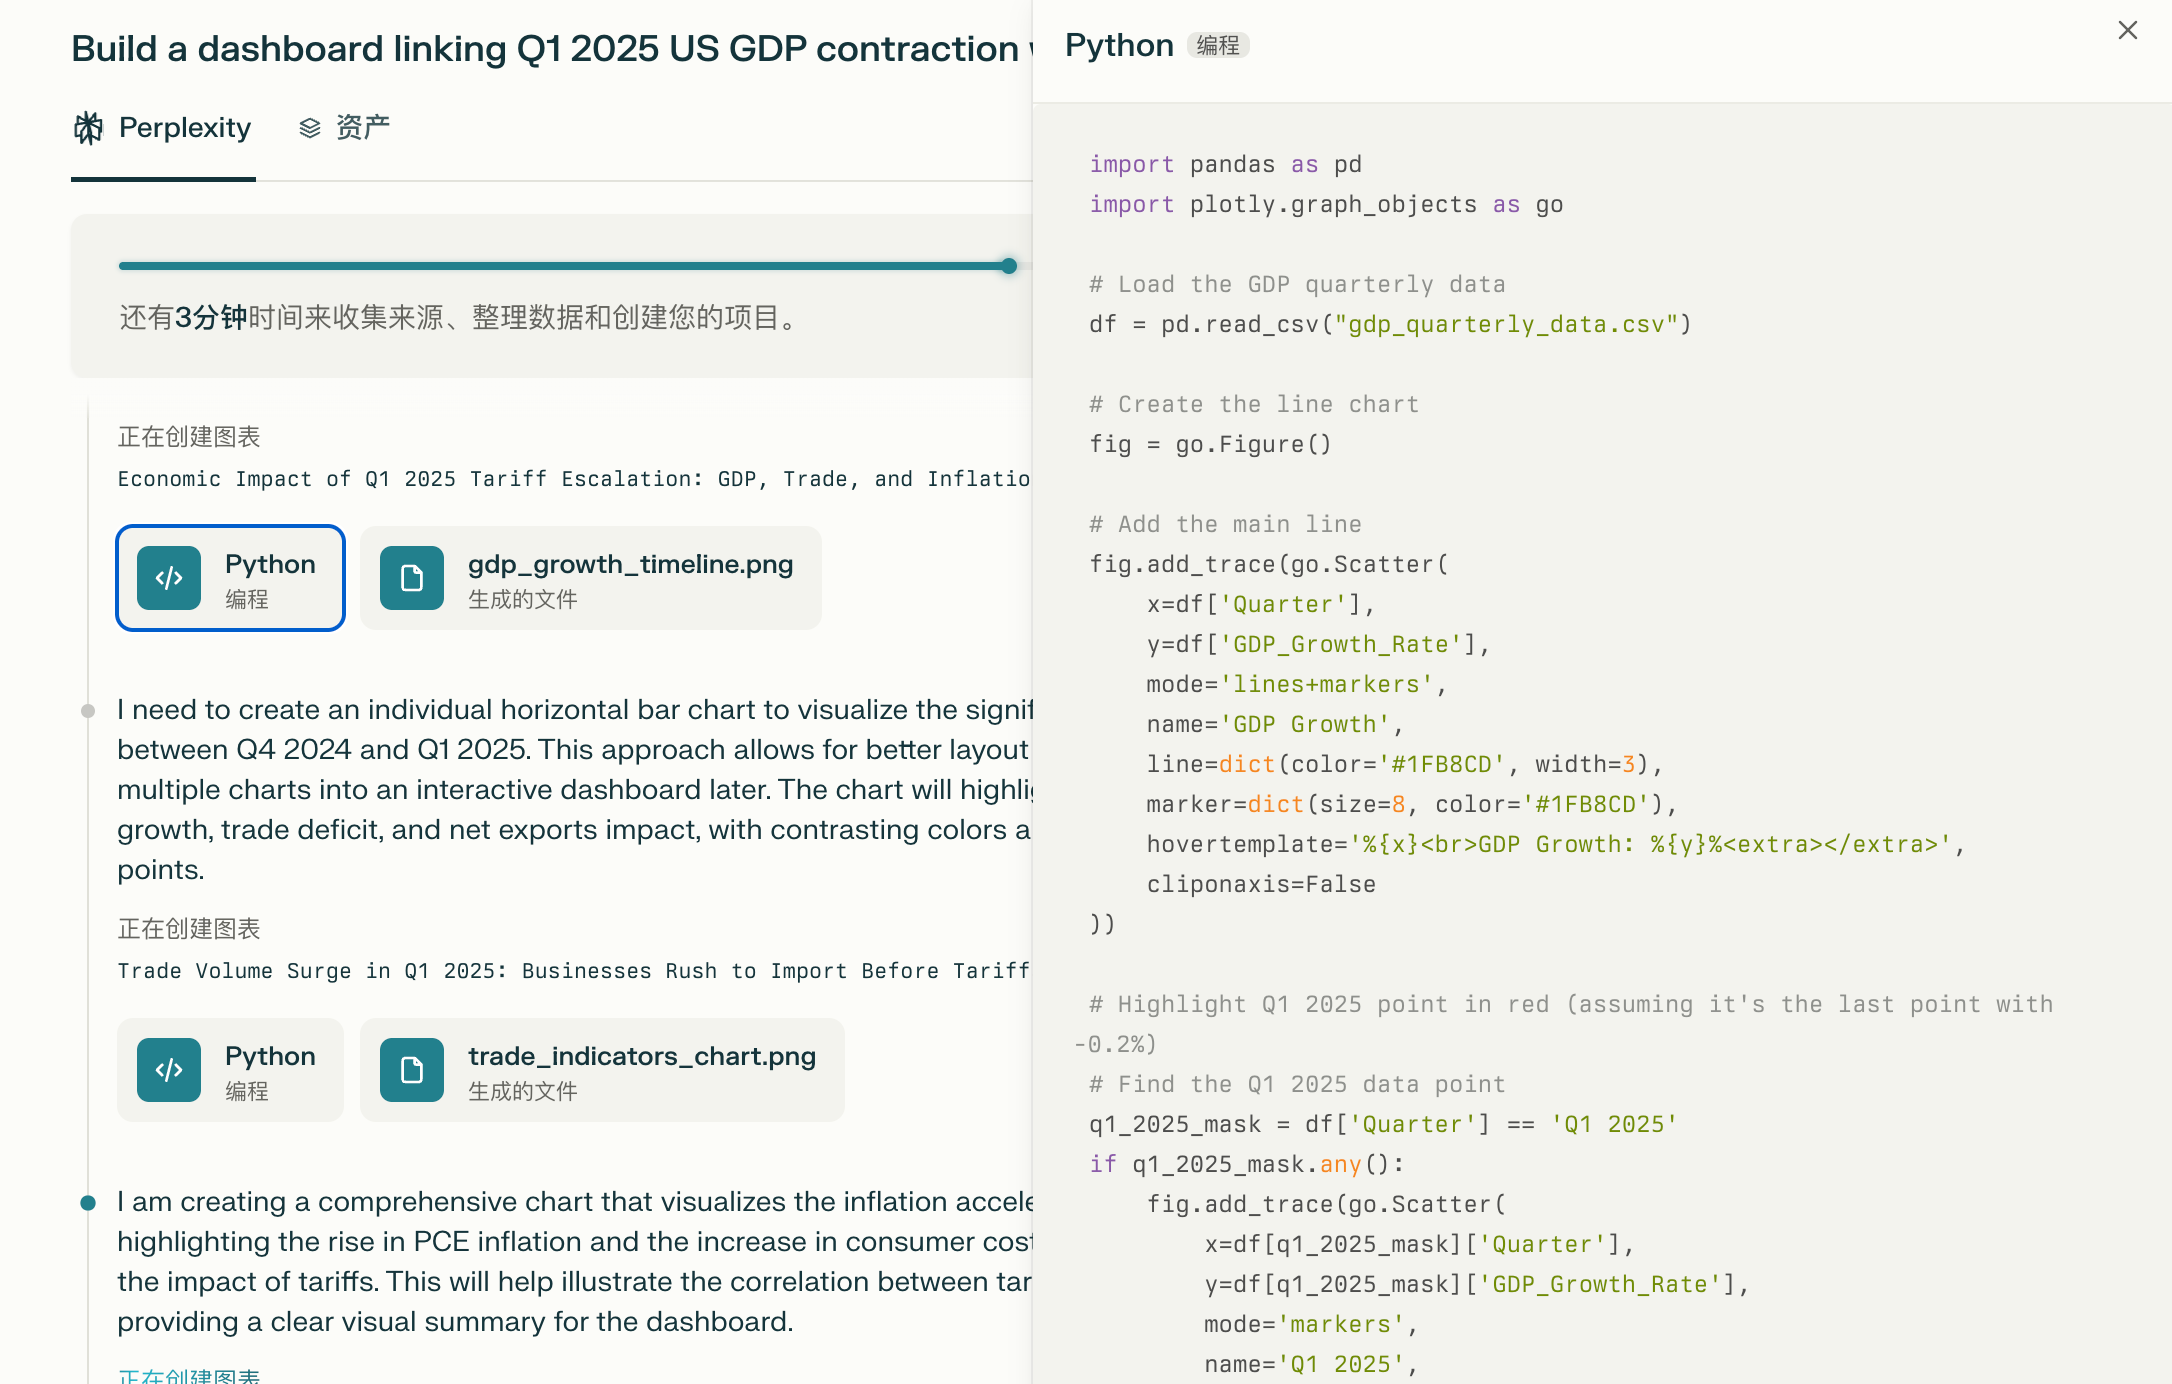 Build a dashboard linking Q1 2025 US GDP contraction
Perplexity
资产
还有3分钟时间来收集来源、整理数据和创建您的项目。
正在创建图表
Economic Impact of Q1 2025 Tariff Escalation: GDP, Trade, and Inflatio
Python
编程
gdp_growth_timeline.png
生成的文件
I need to create an individual horizontal bar chart to visualize the signif
between Q4 2024 and Q1 2025. This approach allows for better layout
multiple charts into an interactive dashboard later. The chart will highlig
growth, trade deficit, and net exports impact, with contrasting colors a
points.
正在创建图表
Trade Volume Surge in Q1 2025: Businesses Rush to Import Before Tariff
Python
编程
trade_indicators_chart.png
生成的文件
I am creating a comprehensive chart that visualizes the inflation accele
highlighting the rise in PCE inflation and the increase in consumer cost
the impact of tariffs. This will help illustrate the correlation between tar
providing a clear visual summary for the dashboard.
正在创建图表
Python 编程
import pandas as pd
import plotly.graph_objects as go
# Load the GDP quarterly data
df = pd.read_csv("gdp_quarterly_data.csv")
# Create the line chart
fig = go.Figure()
# Add the main line
fig.add_trace(go.Scatter(
    x=df['Quarter'],
    y=df['GDP_Growth_Rate'],
    mode='lines+markers',
    name='GDP Growth',
    line=dict(color='#1FB8CD', width=3),
    marker=dict(size=8, color='#1FB8CD'),
    hovertemplate='%{x}<br>GDP Growth: %{y}%<extra></extra>',
    cliponaxis=False
))
# Highlight Q1 2025 point in red (assuming it's the last point with
-0.2%)
# Find the Q1 2025 data point
q1_2025_mask = df['Quarter'] == 'Q1 2025'
if q1_2025_mask.any():
    fig.add_trace(go.Scatter(
        x=df[q1_2025_mask]['Quarter'],
        y=df[q1_2025_mask]['GDP_Growth_Rate'],
        mode='markers',
        name='Q1 2025',